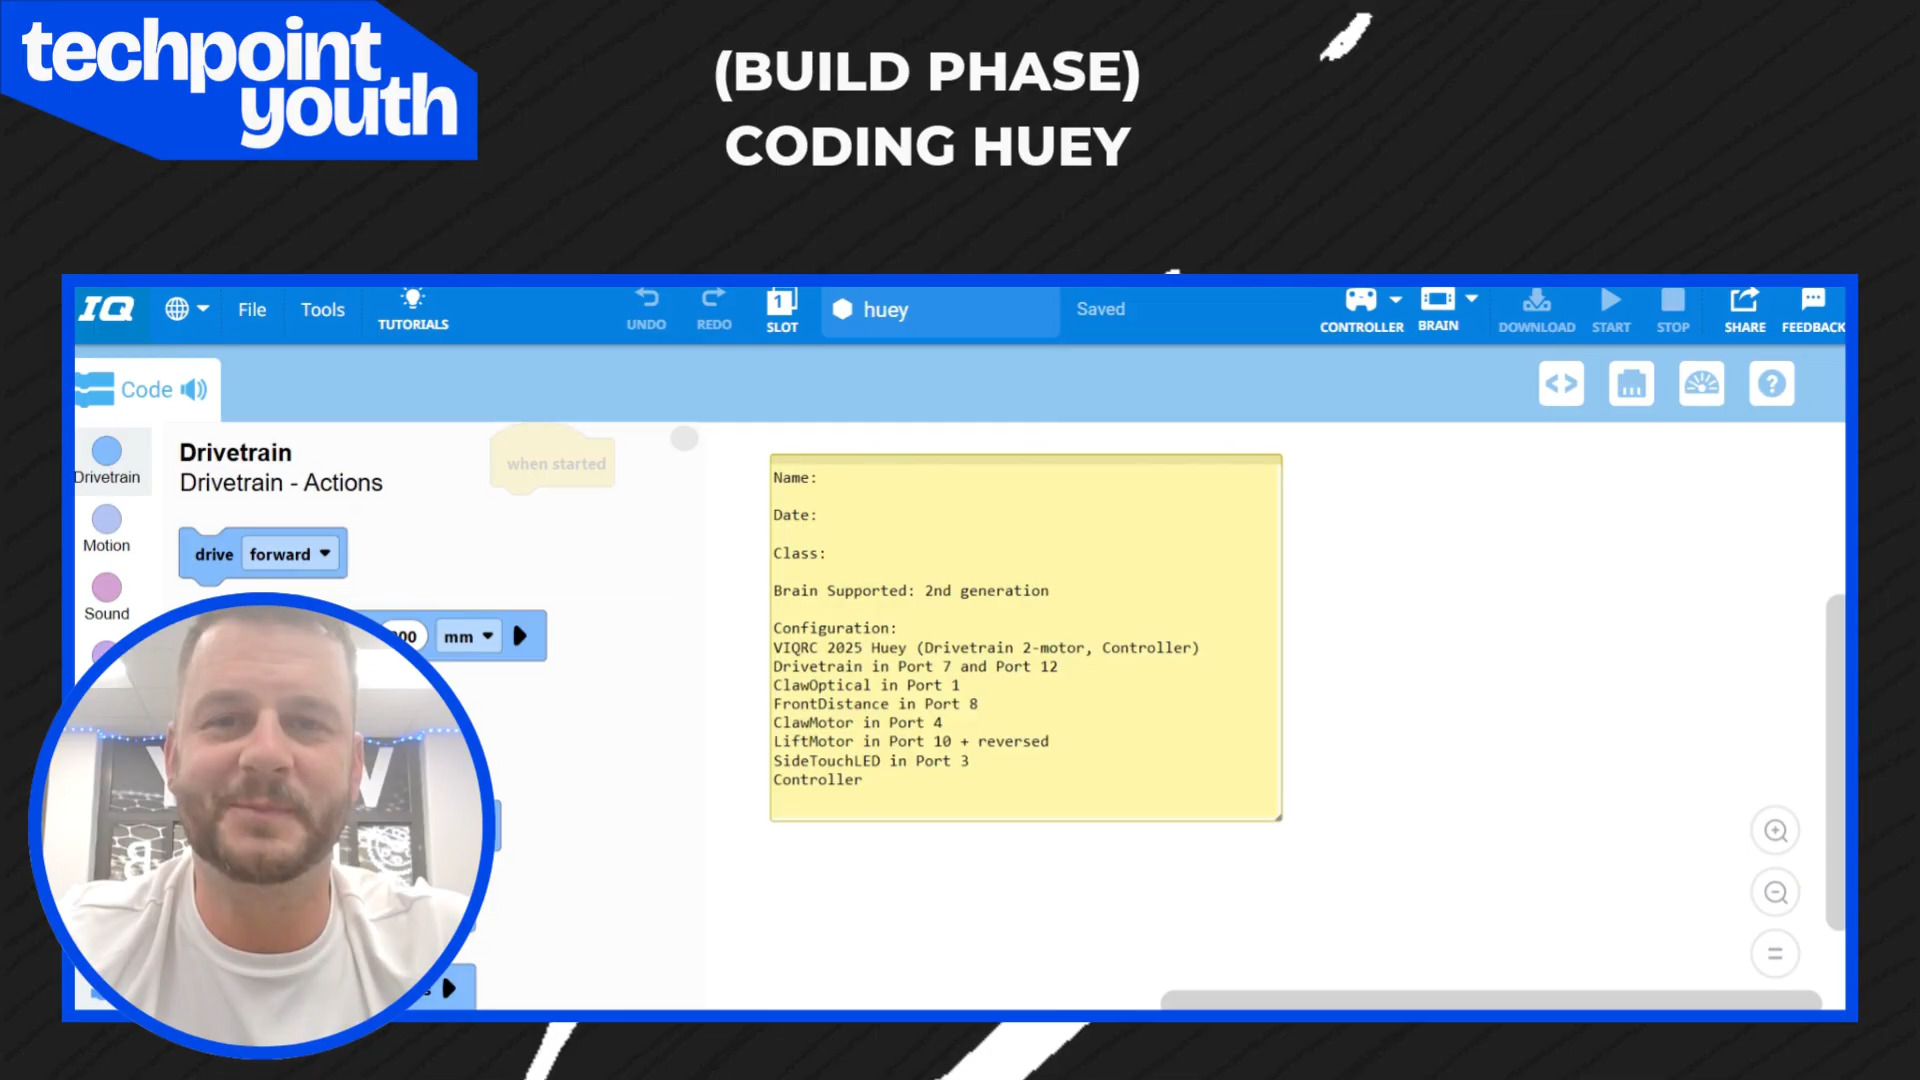 techpoint
youth
(BUILD PHASE)
CODING HUEY
IQ
File
Tools
TUTORIALS
UNDO
REDO
1
SLOT
huey
Saved
CONTROLLER
BRAIN
DOWNLOAD
START
STOP
SHARE
FEEDBACK
Code
Drivetrain
Motion
Sound
Drivetrain
Drivetrain - Actions
when started
drive forward
mm
Name:
Date:
Class:
Brain Supported: 2nd generation
Configuration:
VIQRC 2025 Huey (Drivetrain 2-motor, Controller)
Drivetrain in Port 7 and Port 12
ClawOptical in Port 1
FrontDistance in Port 8
ClawMotor in Port 4
LiftMotor in Port 10 + reversed
SideTouchLED in Port 3
Controller